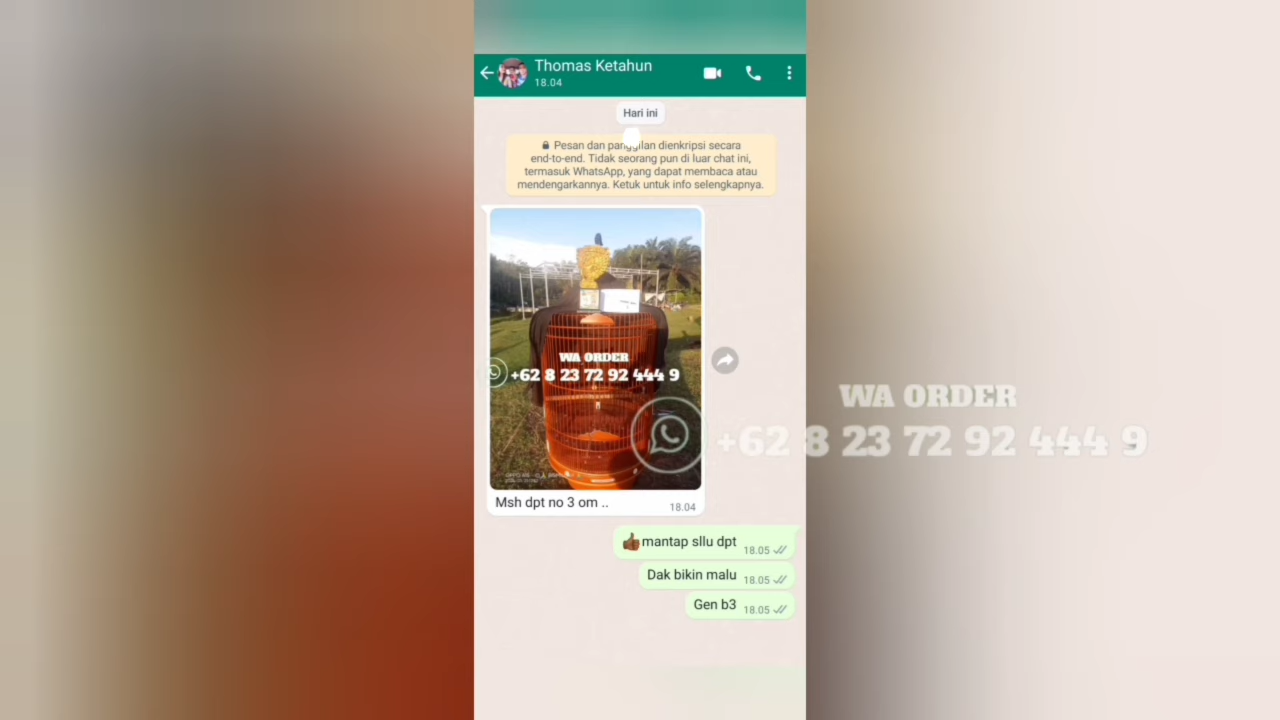 Thomas Ketahun
18.04
Hari ini
Pesan dan panggilan dienkripsi secara
end-to-end. Tidak seorang pun di luar chat ini,
termasuk WhatsApp, yang dapat membaca atau
mendengarkannya. Ketuk untuk info selengkapnya.
WA ORDER
+62 8 23 72 92 444 9
WA ORDER
+62 8 23 72 92 444 9
Msh dpt no 3 om ..
18.04
👍🏾mantap sllu dpt
18.05
Dak bikin malu
18.05
Gen b3
18.05